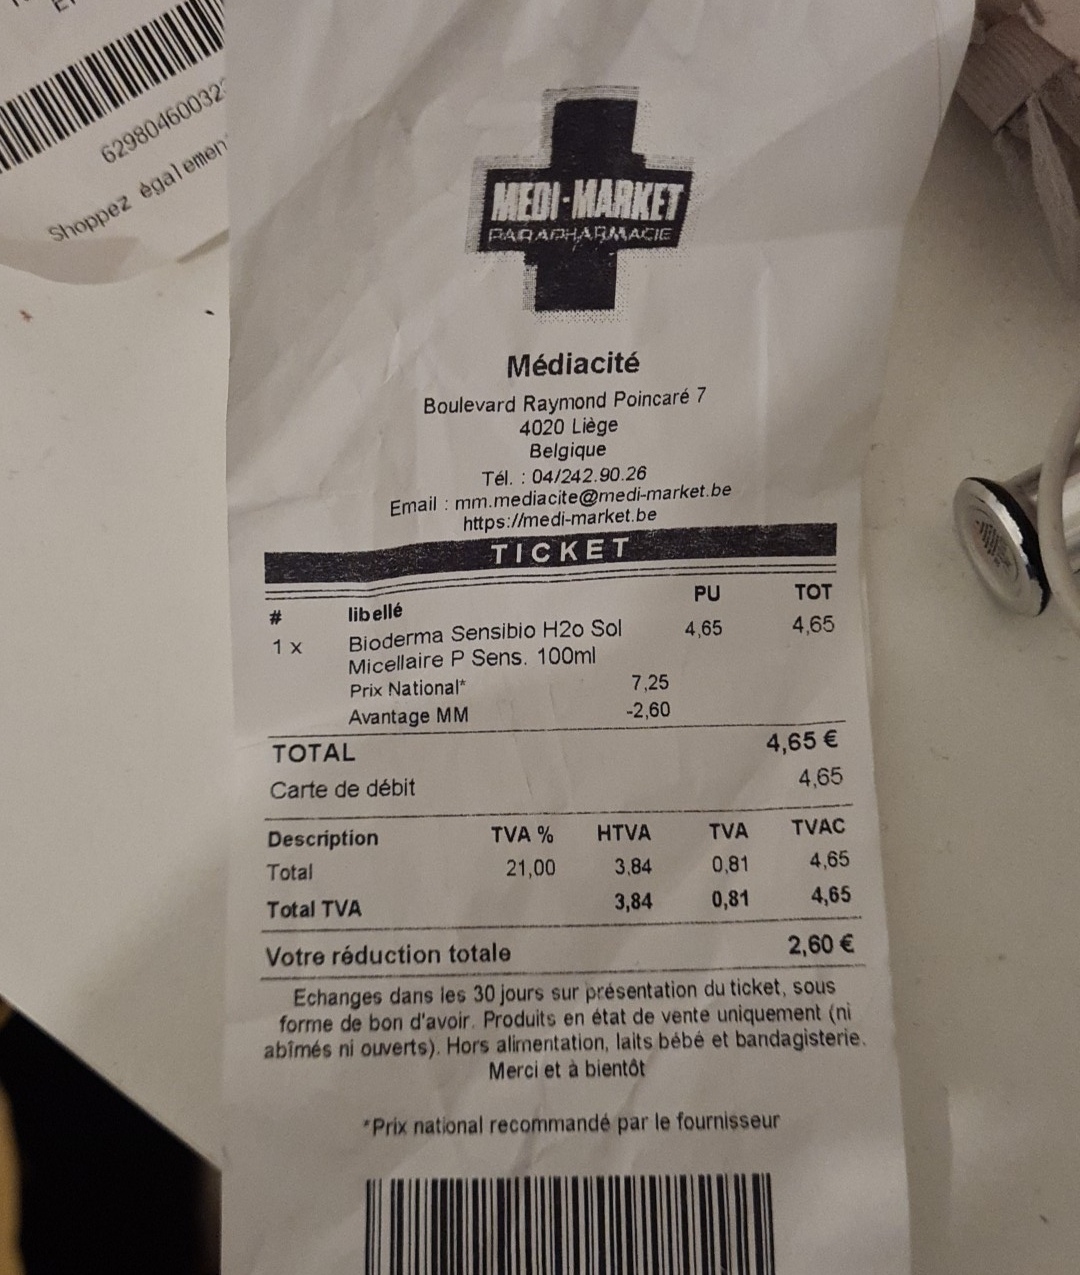 62980460032
Shoppez égalemen
MEDI-MARKET
PARAPHARMACIE
Médiacité
Boulevard Raymond Poincaré 7
4020 Liège
Belgique
Tél. : 04/242.90.26
Email : mm.mediacite@medi-market.be
https://medi-market.be
TICKET
# libellé PU TOT
1 x Bioderma Sensibio H2o Sol 4,65 4,65
Micellaire P Sens. 100ml
Prix National* 7,25
Avantage MM -2,60
TOTAL 4,65 €
Carte de débit 4,65
Description TVA % HTVA TVA TVAC
Total 21,00 3,84 0,81 4,65
Total TVA 3,84 0,81 4,65
Votre réduction totale 2,60 €
Echanges dans les 30 jours sur présentation du ticket, sous
forme de bon d'avoir. Produits en état de vente uniquement (ni
abîmés ni ouverts). Hors alimentation, laits bébé et bandagisterie.
Merci et à bientôt
*Prix national recommandé par le fournisseur